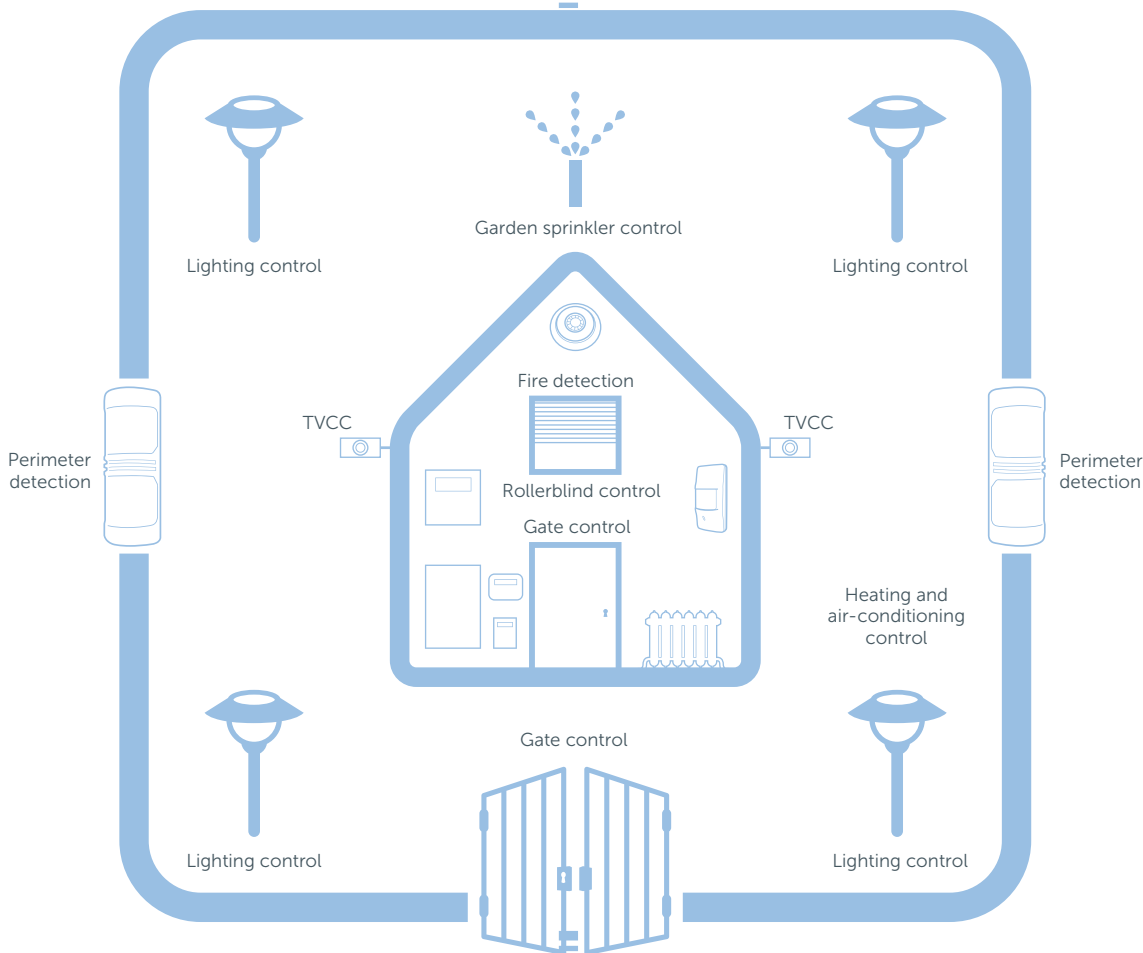 Garden sprinkler control
Lighting control
Lighting control
Fire detection
TVCC
TVCC
Perimeter
detection
Rollerblind control
Perimeter
detection
Gate control
Heating and
air-conditioning
control
Gate control
Lighting control
Lighting control